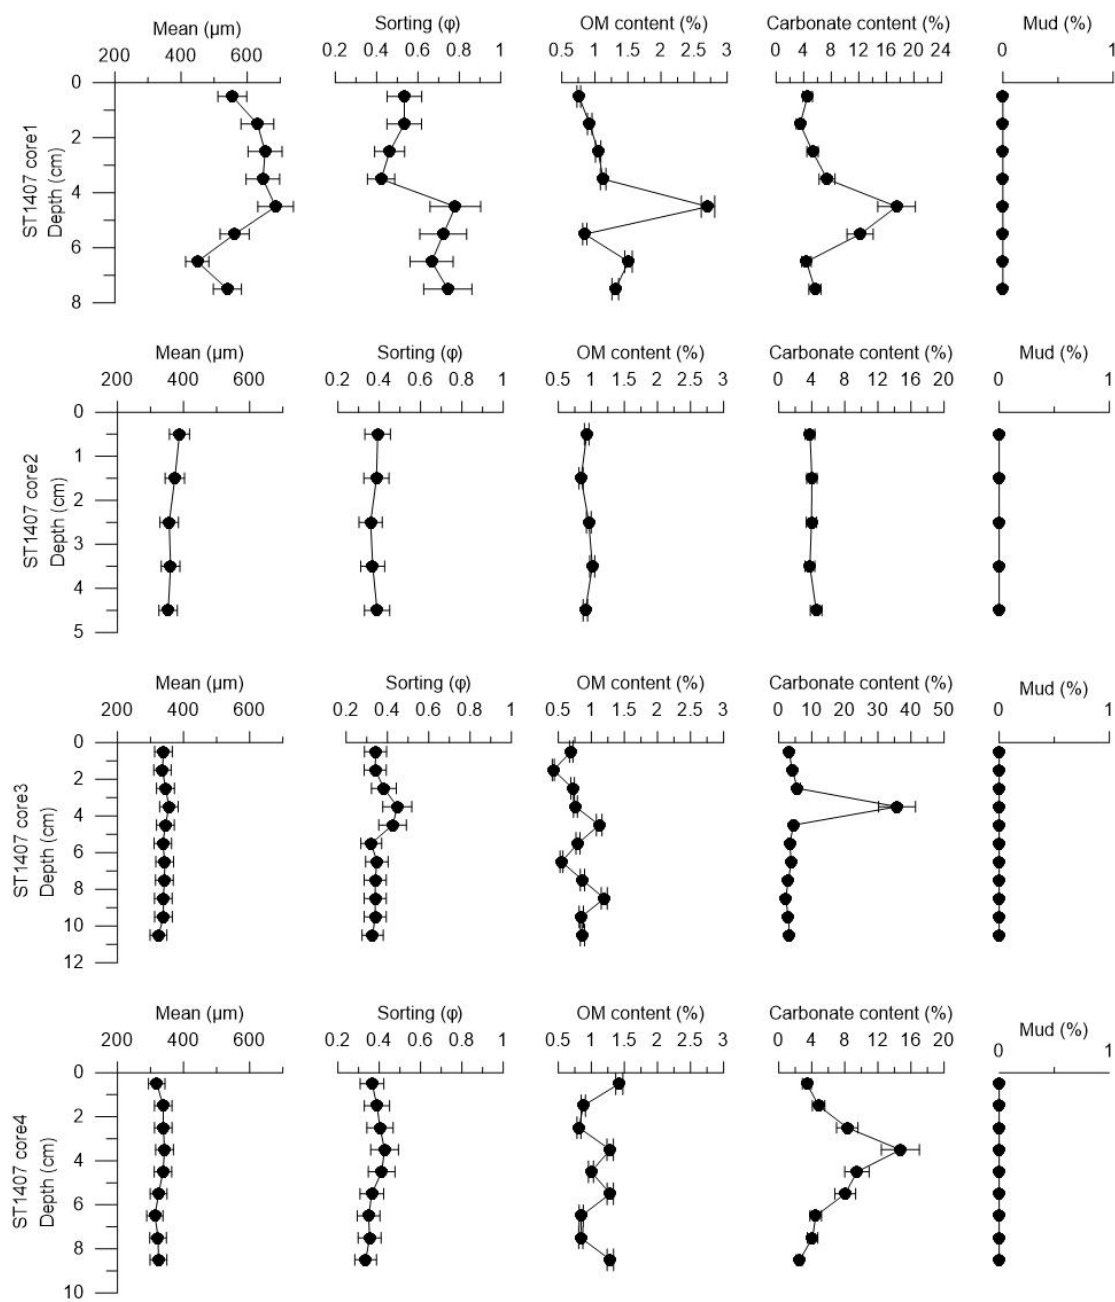 Mean (µm) Sorting (φ) OM content (%) Carbonate content (%) Mud (%)
200 400 600 0.2 0.4 0.6 0.8 1 0.5 1 1.5 2 2.5 3 0 4 8 12 16 20 24 0 1
ST1407 core1
Depth (cm)
0
2
4
6
8
Mean (µm) Sorting (φ) OM content (%) Carbonate content (%) Mud (%)
200 400 600 0.2 0.4 0.6 0.8 1 0.5 1 1.5 2 2.5 3 0 4 8 12 16 20 0 1
ST1407 core2
Depth (cm)
0
1
2
3
4
5
Mean (µm) Sorting (φ) OM content (%) Carbonate content (%) Mud (%)
200 400 600 0.2 0.4 0.6 0.8 1 0.5 1 1.5 2 2.5 3 0 10 20 30 40 50 0 1
ST1407 core3
Depth (cm)
0
2
4
6
8
10
12
Mean (µm) Sorting (φ) OM content (%) Carbonate content (%) Mud (%)
200 400 600 0.2 0.4 0.6 0.8 1 0.5 1 1.5 2 2.5 3 0 4 8 12 16 20 0 1
ST1407 core4
Depth (cm)
0
2
4
6
8
10